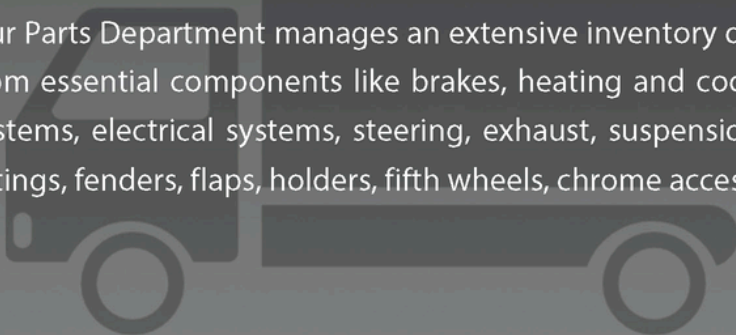 Parts Department manages an extensive inventory
essential components like brakes, heating and
electrical systems, steering, exhaust,
fenders, flaps, holders, fifth wheels, chrome